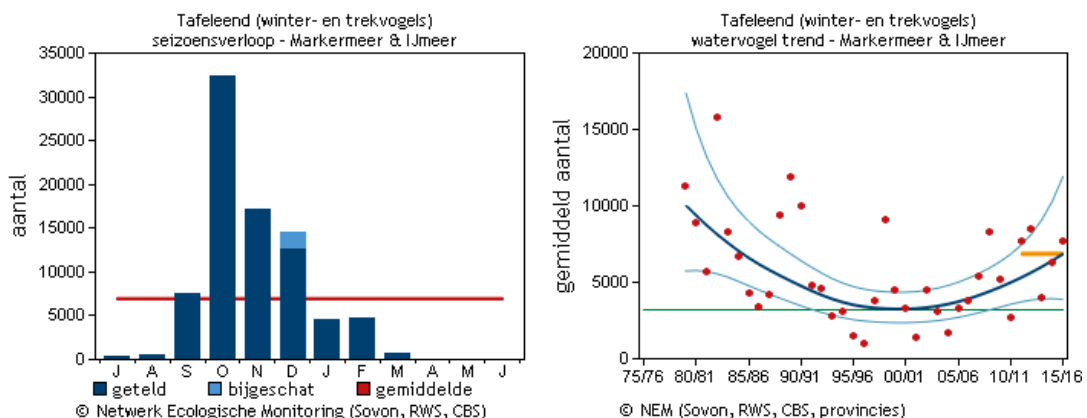 Tafeleend (winter- en trekvogels)
seizoensverloop - Markermeer & IJmeer
aantal
35000
30000
25000
20000
15000
10000
5000
0
J A S O N D J F M A M J
geteld bijgeschat gemiddelde
© Netwerk Ecologische Monitoring (Sovon, RWS, CBS)
Tafeleend (winter- en trekvogels)
watervogel trend - Markermeer & IJmeer
gemiddeld aantal
20000
15000
10000
5000
0
75/76 80/81 85/86 90/91 95/96 00/01 05/06 10/11 15/16
© NEM (Sovon, RWS, CBS, provincies)